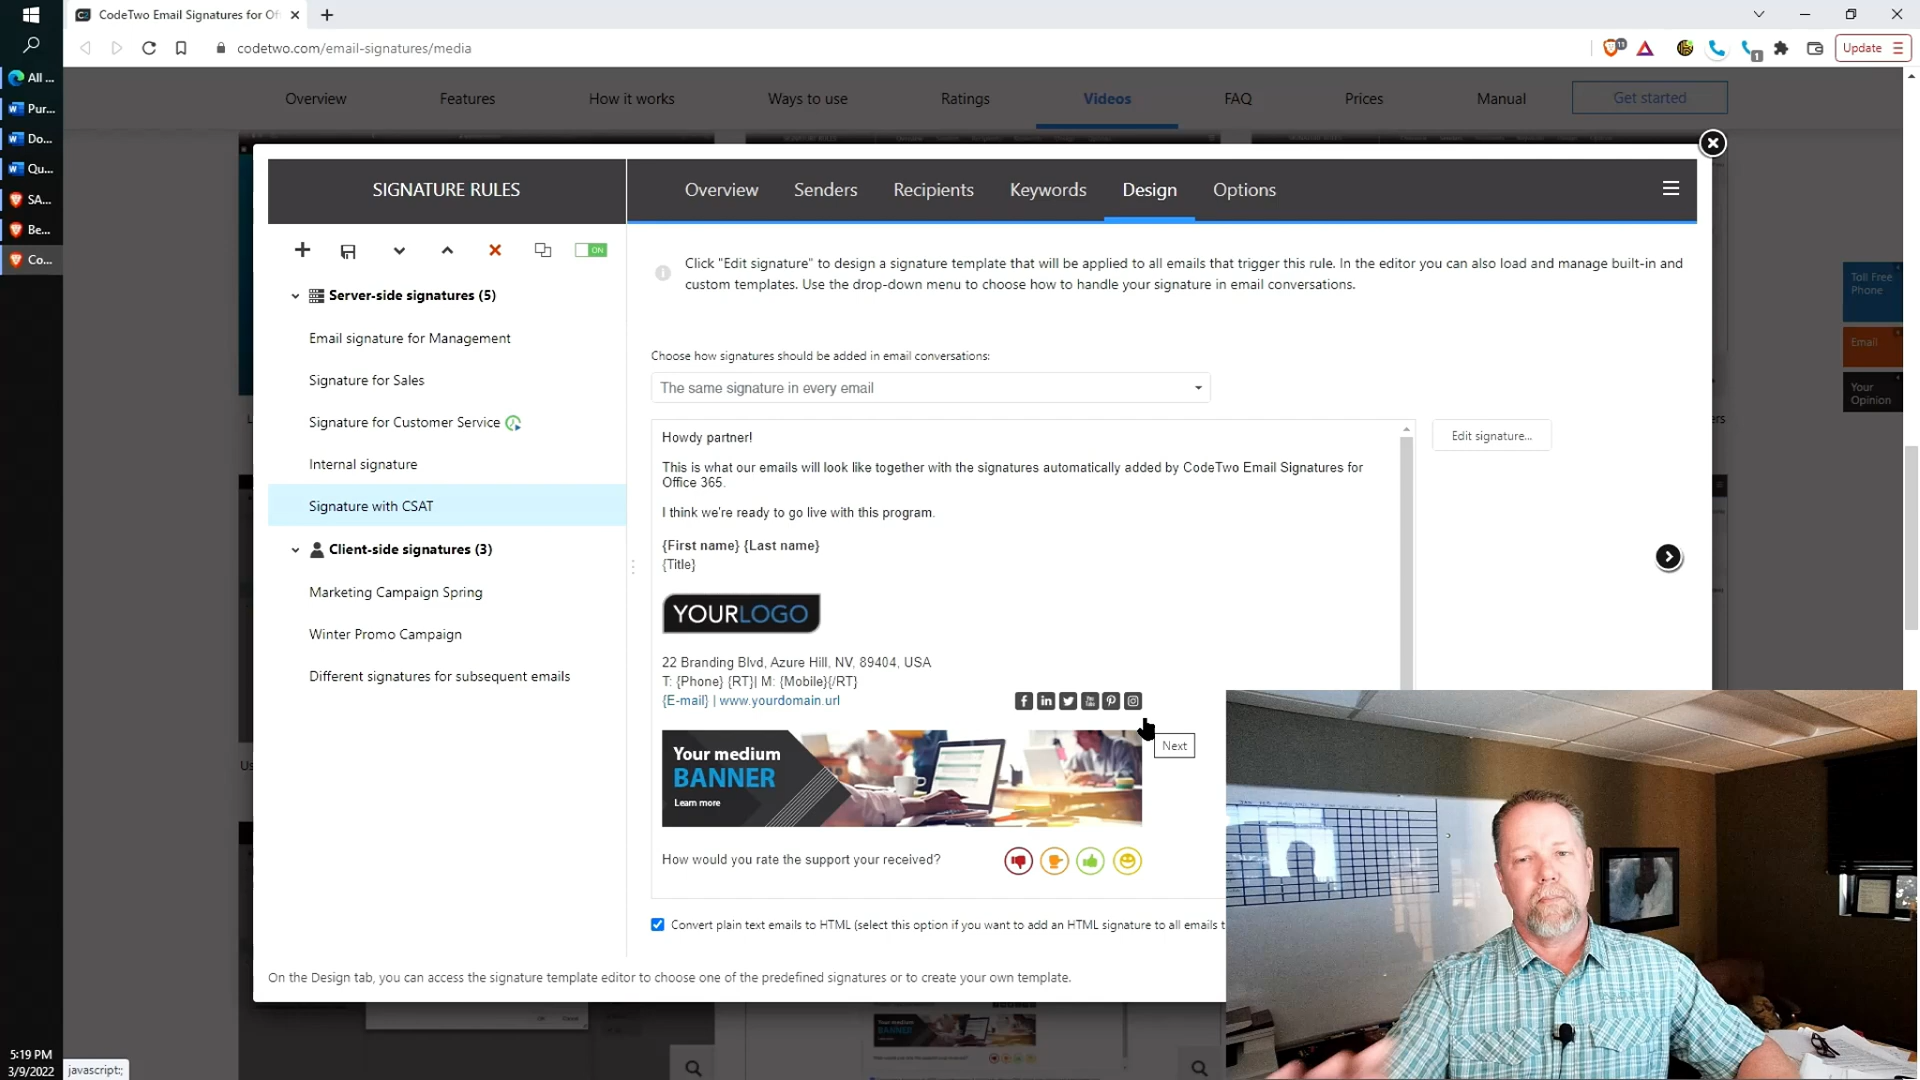 CodeTwo Email Signatures for Of
codetwo.com/email-signatures/media
11
1
Update
All ...
Pur...
Do...
Qu...
SA...
Be...
Co...
Overview
Features
How it works
Ways to use
Ratings
Videos
FAQ
Prices
Manual
Get started
SIGNATURE RULES
Overview
Senders
Recipients
Keywords
Design
Options
ON
Server-side signatures (5)
Email signature for Management
Signature for Sales
Signature for Customer Service
Internal signature
Signature with CSAT
Client-side signatures (3)
Marketing Campaign Spring
Winter Promo Campaign
Different signatures for subsequent emails
Click "Edit signature" to design a signature template that will be applied to all emails that trigger this rule. In the editor you can also load and manage built-in and
custom templates. Use the drop-down menu to choose how to handle your signature in email conversations.
Choose how signatures should be added in email conversations:
The same signature in every email
Edit signature...
Howdy partner!
This is what our emails will look like together with the signatures automatically added by CodeTwo Email Signatures for
Office 365.
I think we're ready to go live with this program.
{First name} {Last name}
{Title}
YOURLOGO
22 Branding Blvd, Azure Hill, NV, 89404, USA
T: {Phone} {RT}| M: {Mobile}{/RT}
{E-mail} | www.yourdomain.url
Next
Your medium
BANNER
Learn more
How would you rate the support your received?
Convert plain text emails to HTML (select this option if you want to add an HTML signature to all emails t
On the Design tab, you can access the signature template editor to choose one of the predefined signatures or to create your own template.
Toll Free
Phone
Email
Your
Opinion
Your medium
BANNER
5:19 PM
3/9/2022
javascript:;